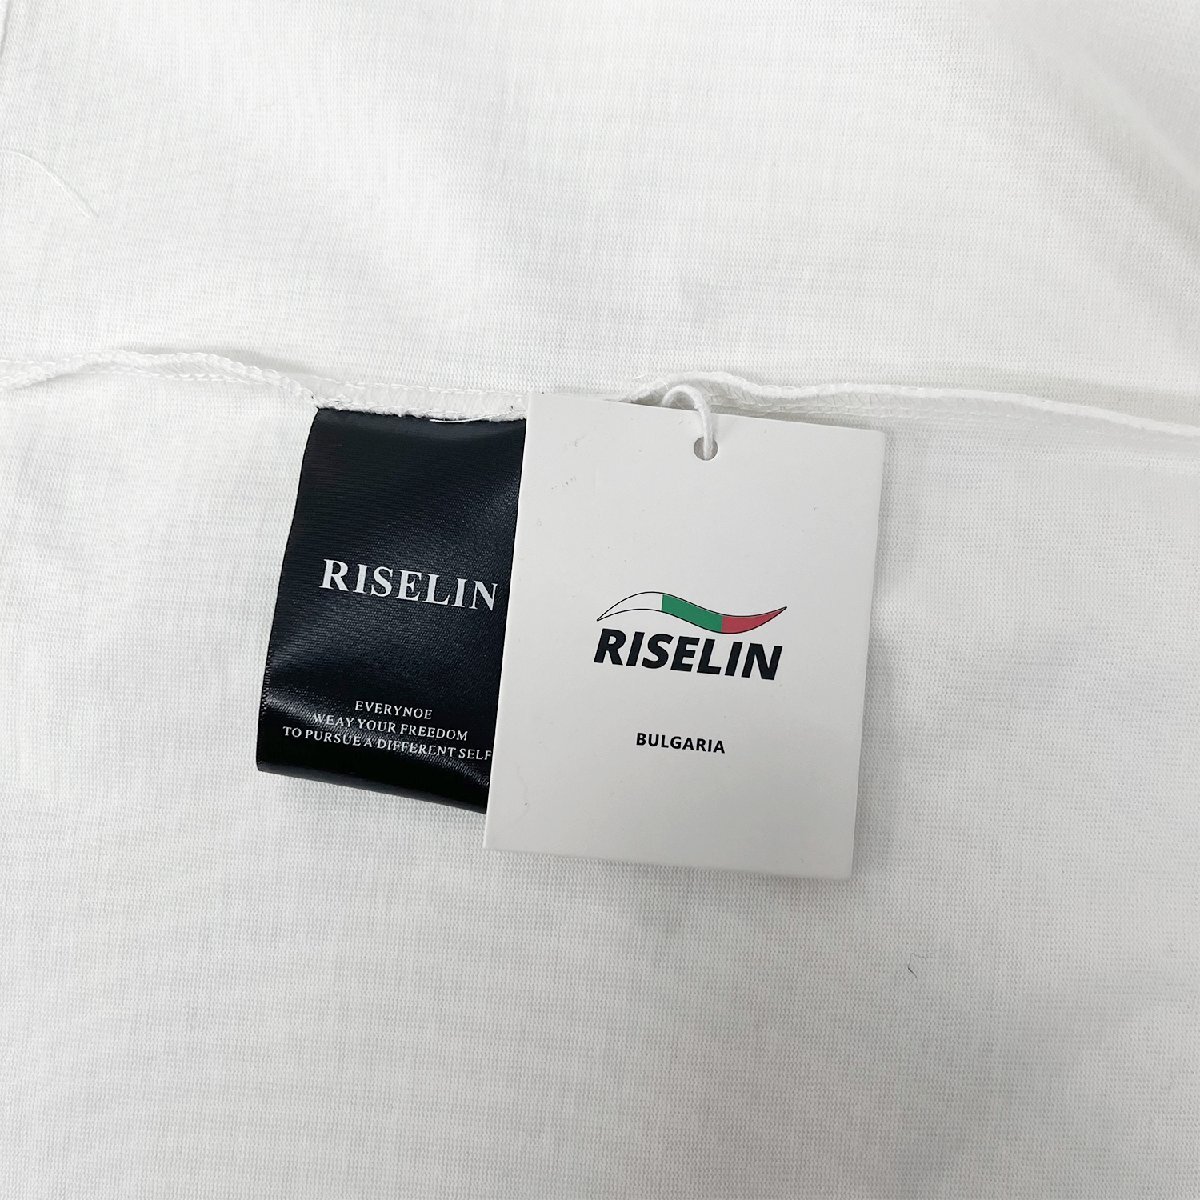 RISELIN
EVERYNOE
WEAY YOUR FREEDOM
TO PURSUE A DIFFERENT SELF
RISELIN
BULGARIA